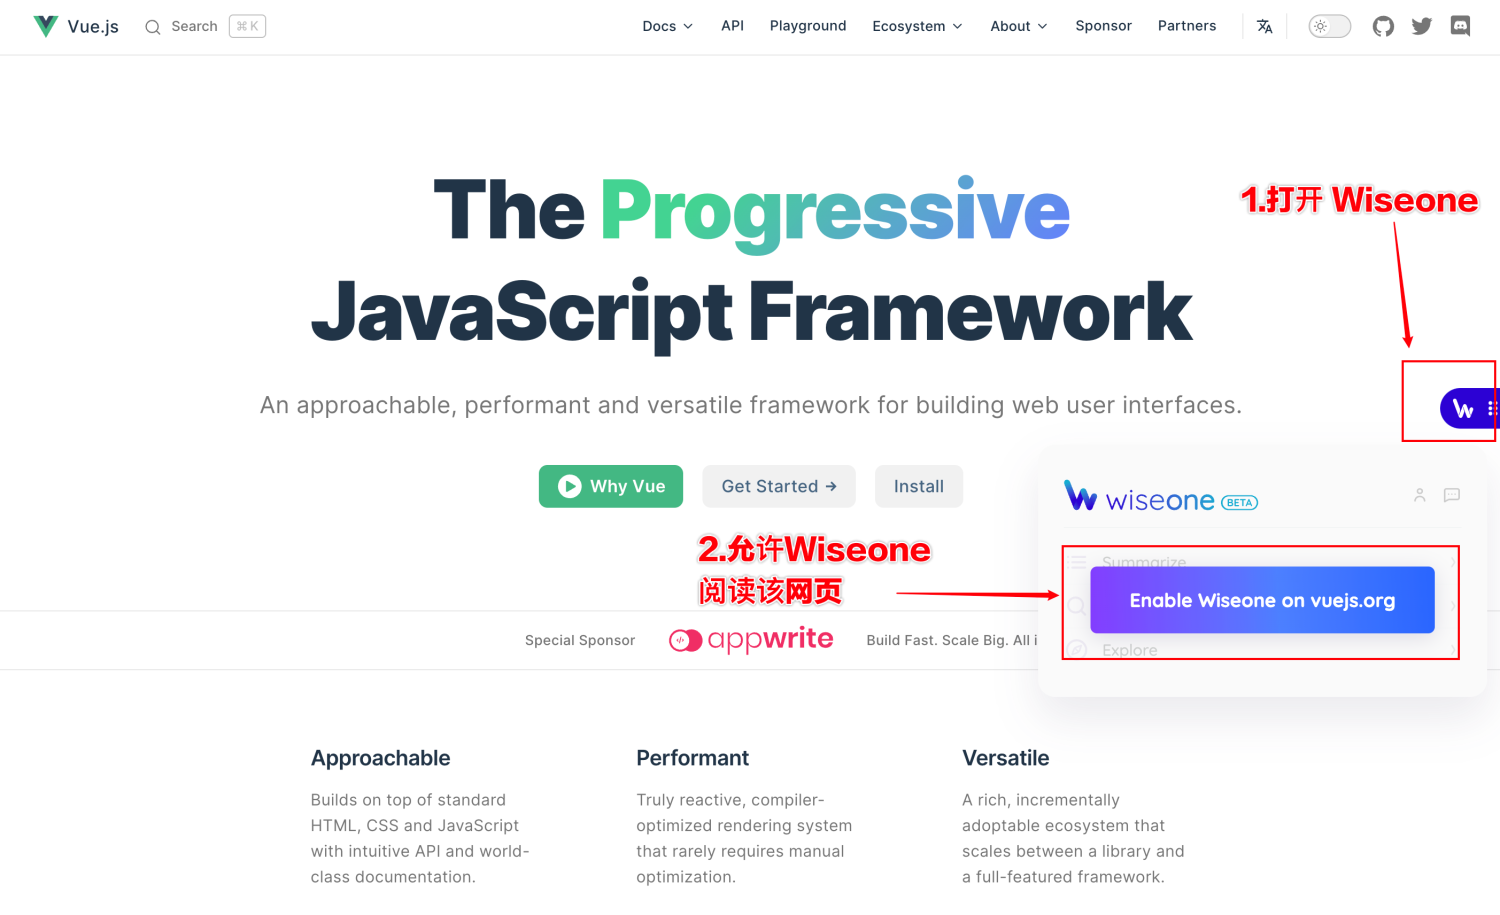 Vue.js
Search
⌘ K
Docs
API
Playground
Ecosystem
About
Sponsor
Partners
The Progressive
JavaScript Framework
1.打开 Wiseone
An approachable, performant and versatile framework for building web user interfaces.
Why Vue
Get Started →
Install
wiseone BETA
2.允许Wiseone
阅读该网页
Summarize
Enable Wiseone on vuejs.org
Explore
Special Sponsor
appwrite
Build Fast. Scale Big. All i
Approachable
Builds on top of standard
HTML, CSS and JavaScript
with intuitive API and world-
class documentation.
Performant
Truly reactive, compiler-
optimized rendering system
that rarely requires manual
optimization.
Versatile
A rich, incrementally
adoptable ecosystem that
scales between a library and
a full-featured framework.